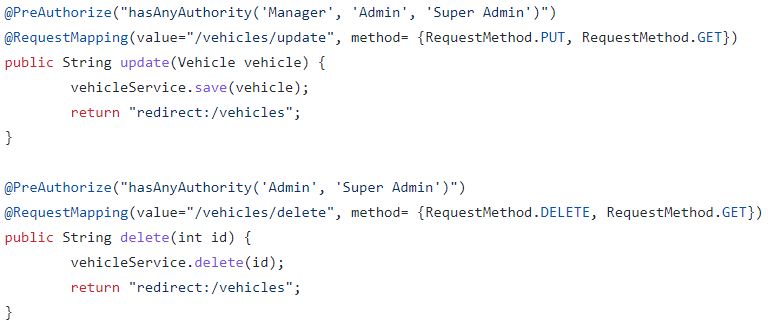 @PreAuthorize("hasAnyAuthority('Manager', 'Admin', 'Super Admin')")
@RequestMapping(value="/vehicles/update", method= {RequestMethod.PUT, RequestMethod.GET})
public String update(Vehicle vehicle) {
        vehicleService.save(vehicle);
        return "redirect:/vehicles";
}

@PreAuthorize("hasAnyAuthority('Admin', 'Super Admin')")
@RequestMapping(value="/vehicles/delete", method= {RequestMethod.DELETE, RequestMethod.GET})
public String delete(int id) {
        vehicleService.delete(id);
        return "redirect:/vehicles";
}